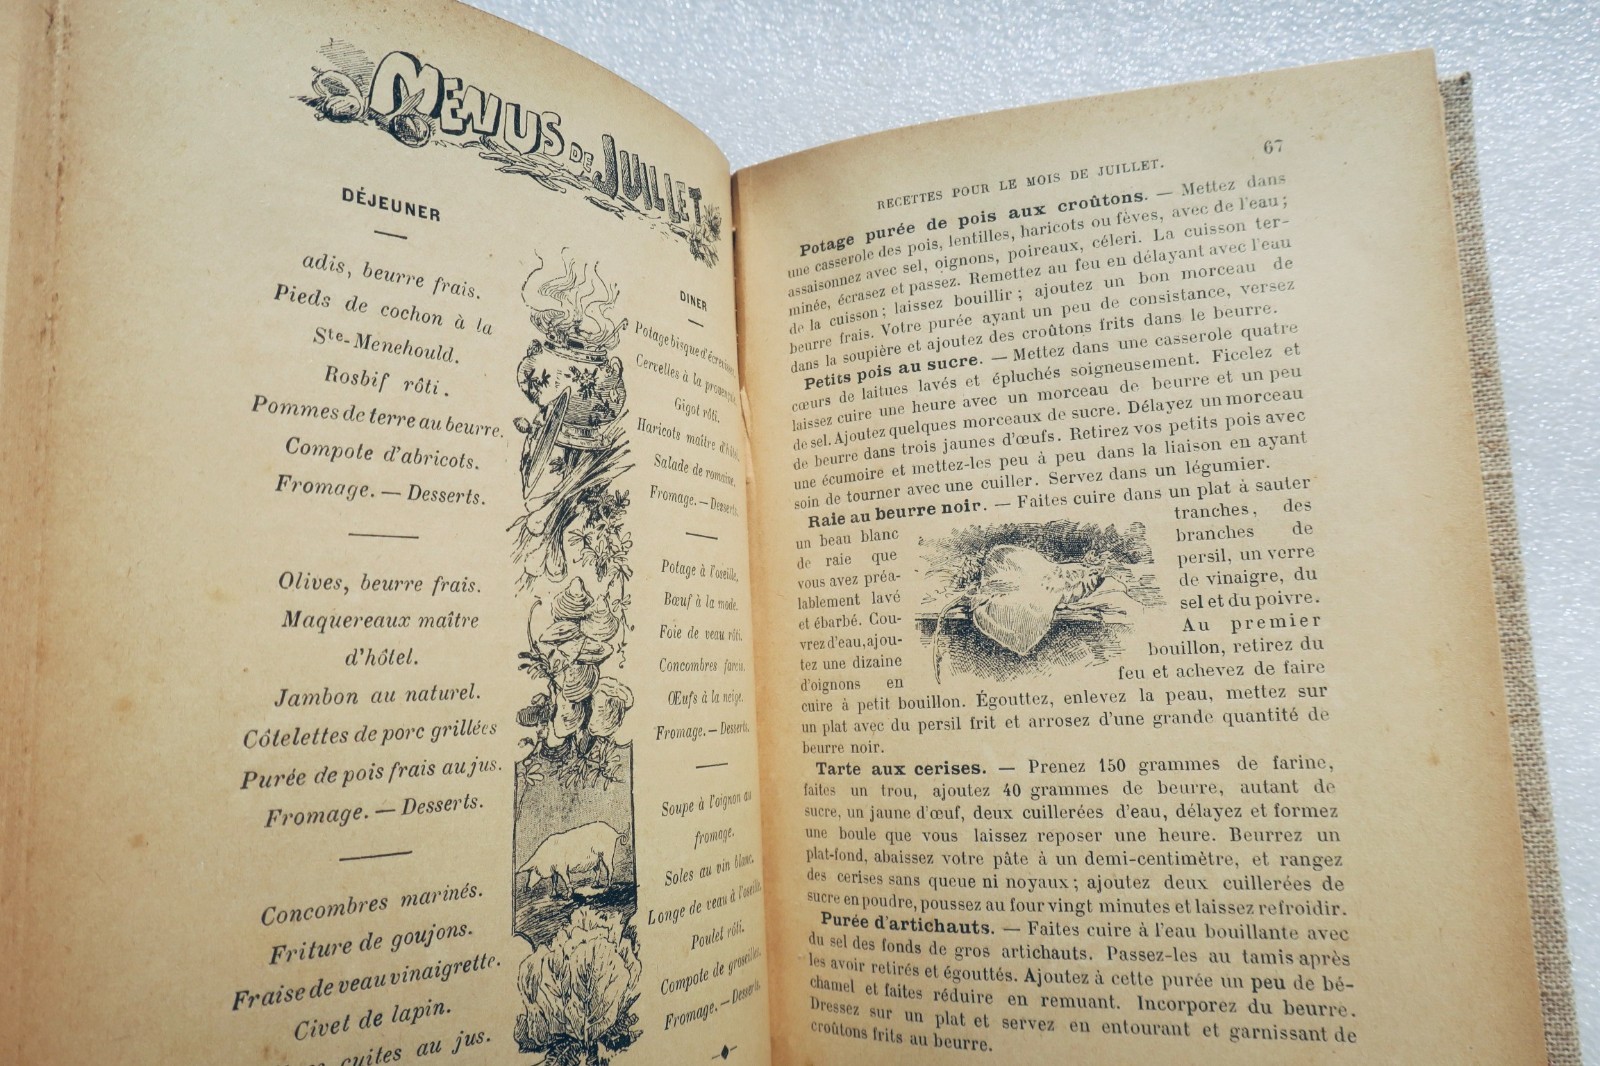 MENUS DE JUILLET
DÉJEUNER
adis, beurre frais.
Pieds de cochon à la
Ste-Menehould.
Rosbif rôti.
Pommes de terre au beurre.
Compote d'abricots.
Fromage. — Desserts.
Olives, beurre frais.
Maquereaux maître
d'hôtel.
Jambon au naturel.
Côtelettes de porc grillées
Purée de pois frais au jus.
Fromage. — Desserts.
Concombres marinés.
Friture de goujons.
Fraise de veau vinaigrette.
Civet de lapin.
cuites au jus.
DINER
Potage bisque d'écrevisses.
Cervelles à la provençale.
Gigot rôti.
Haricots maître d'hôtel.
Salade de romaine.
Fromage. — Desserts.
Potage à l'oseille.
Bœuf à la mode.
Foie de veau rôti.
Concombres farcis.
Œufs à la neige.
Fromage. — Desserts.
Soupe à l'oignon au
fromage.
Soles au vin blanc.
Longe de veau à l'oseille.
Poulet rôti.
Compote de groseilles.
Fromage. — Desserts.
RECETTES POUR LE MOIS DE JUILLET. 67
Potage purée de pois aux croûtons. — Mettez dans
une casserole des pois, lentilles, haricots ou fèves, avec de l'eau;
assaisonnez avec sel, oignons, poireaux, céleri. La cuisson ter-
minée, écrasez et passez. Remettez au feu en délayant avec l'eau
de la cuisson; laissez bouillir; ajoutez un bon morceau de
beurre frais. Votre purée ayant un peu de consistance, versez
dans la soupière et ajoutez des croûtons frits dans le beurre.
Petits pois au sucre. — Mettez dans une casserole quatre
cœurs de laitues lavés et épluchés soigneusement. Ficelez et
laissez cuire une heure avec un morceau de beurre et un peu
de sel. Ajoutez quelques morceaux de sucre. Délayez un morceau
de beurre dans trois jaunes d'œufs. Retirez vos petits pois avec
une écumoire et mettez-les peu à peu dans la liaison en ayant
soin de tourner avec une cuiller. Servez dans un légumier.
Raie au beurre noir. — Faites cuire dans un plat à sauter
un beau blanc
de raie que
vous avez préa-
lablement lavé
et ébarbé. Cou-
vrez d'eau, ajou-
tez une dizaine
d'oignons en
tranches, des
branches de
persil, un verre
de vinaigre, du
sel et du poivre.
Au premier
bouillon, retirez du
feu et achevez de faire
cuire à petit bouillon. Égouttez, enlevez la peau, mettez sur
un plat avec du persil frit et arrosez d'une grande quantité de
beurre noir.
Tarte aux cerises. — Prenez 150 grammes de farine,
faites un trou, ajoutez 40 grammes de beurre, autant de
sucre, un jaune d'œuf, deux cuillerées d'eau, délayez et formez
une boule que vous laissez reposer une heure. Beurrez un
plat-fond, abaissez votre pâte à un demi-centimètre, et rangez
des cerises sans queue ni noyaux; ajoutez deux cuillerées de
sucre en poudre, poussez au four vingt minutes et laissez refroidir.
Purée d'artichauts. — Faites cuire à l'eau bouillante avec
du sel des fonds de gros artichauts. Passez-les au tamis après
les avoir retirés et égouttés. Ajoutez à cette purée un peu de bé-
chamel et faites réduire en remuant. Incorporez du beurre.
Dressez sur un plat et servez en entourant et garnissant de
croûtons frits au beurre.